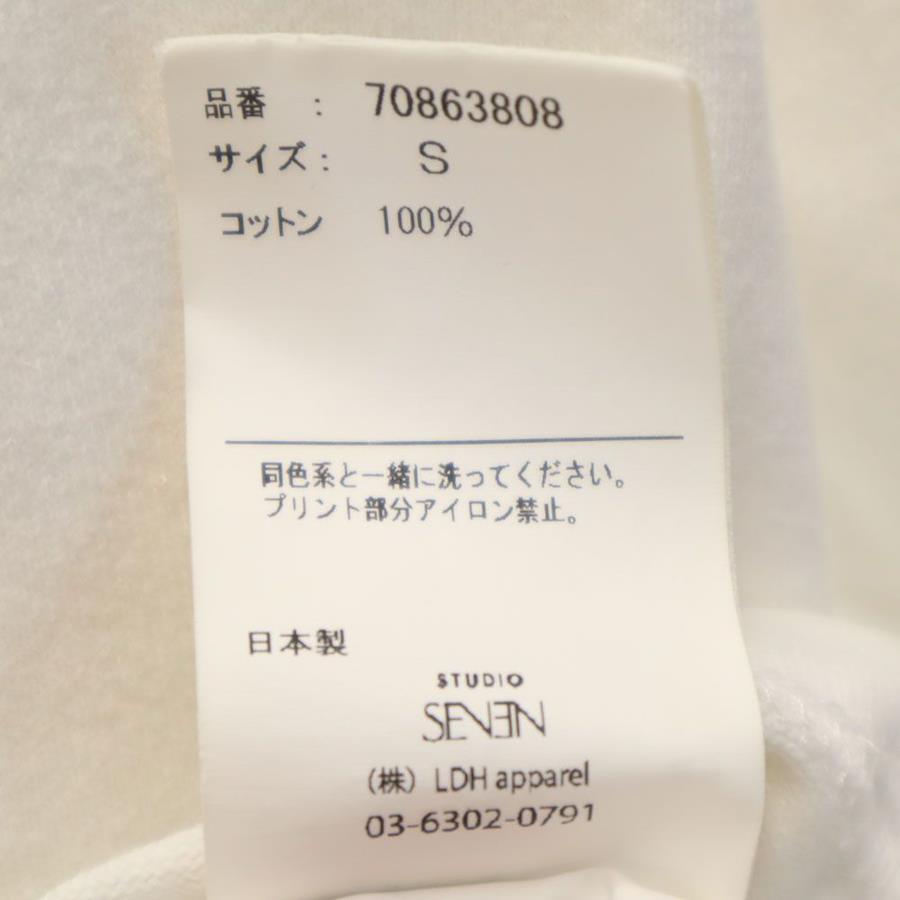 品番 : 70863808
サイズ : S
コットン 100%
同色系と一緒に洗ってください。
プリント部分アイロン禁止。
日本製
STUDIO
SEVEN
(株) LDH apparel
03-6302-0791